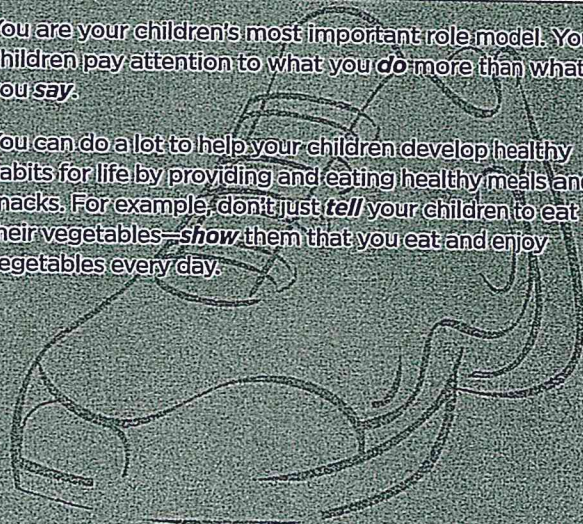 ou are your children's most important role model. Yo
hildren pay attention to what you do more than what
ou say.
ou can do a lot to help your children develop healthy
abits for life by providing and eating healthy meals an
nacks. For example, don't just tell your children to eat
heir vegetables—show them that you eat and enjoy
egetables every day.